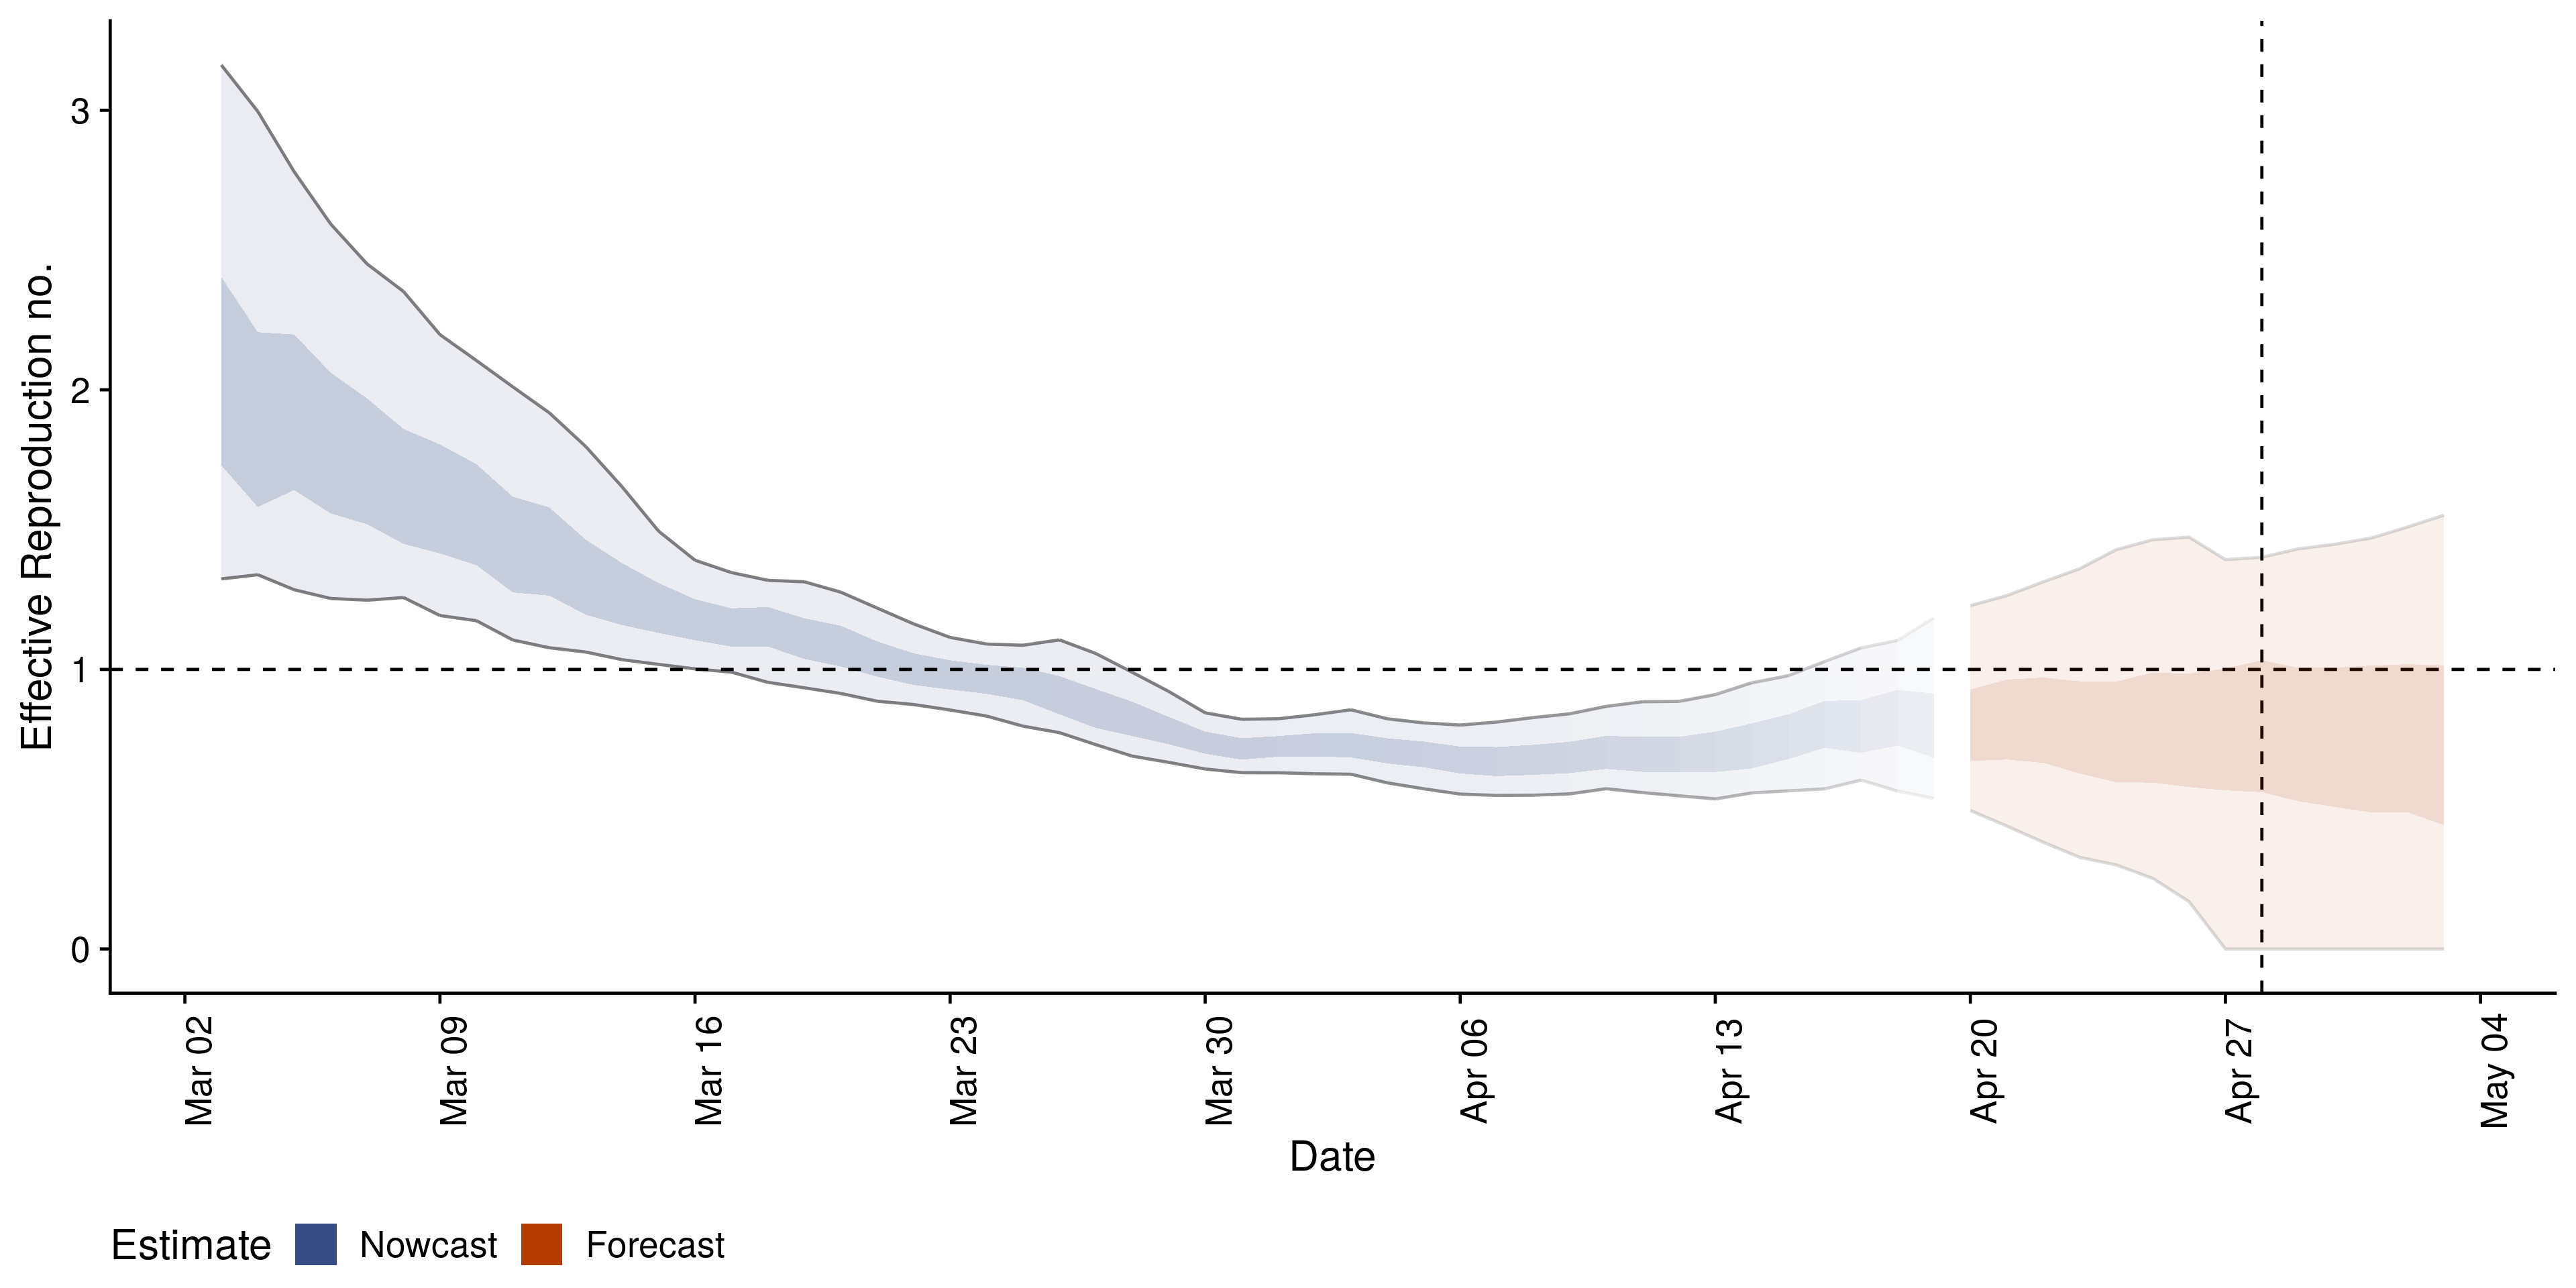 Effective Reproduction no.
3
2
1
0
Mar 02
Mar 09
Mar 16
Mar 23
Mar 30
Apr 06
Apr 13
Apr 20
Apr 27
May 04
Date
Estimate Nowcast Forecast